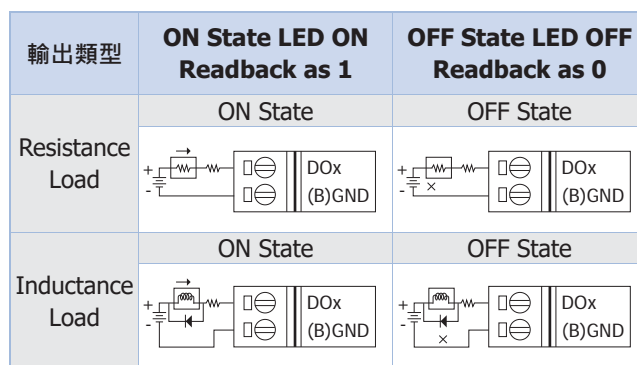 輸出類型
ON State LED ON
Readback as 1
OFF State LED OFF
Readback as 0
Resistance
Load
ON State
OFF State
+
-
DOx
(B)GND
+
-
×
DOx
(B)GND
Inductance
Load
ON State
OFF State
+
-
DOx
(B)GND
+
-
×
DOx
(B)GND